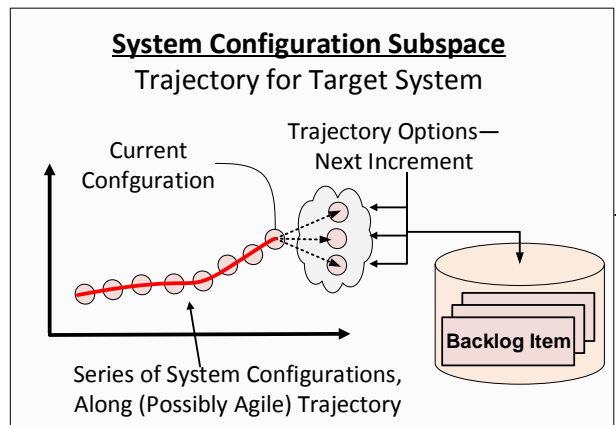 System Configuration Subspace
Trajectory for Target System
Trajectory Options—
Next Increment
Current
Confguration
Backlog Item
Series of System Configurations,
Along (Possibly Agile) Trajectory